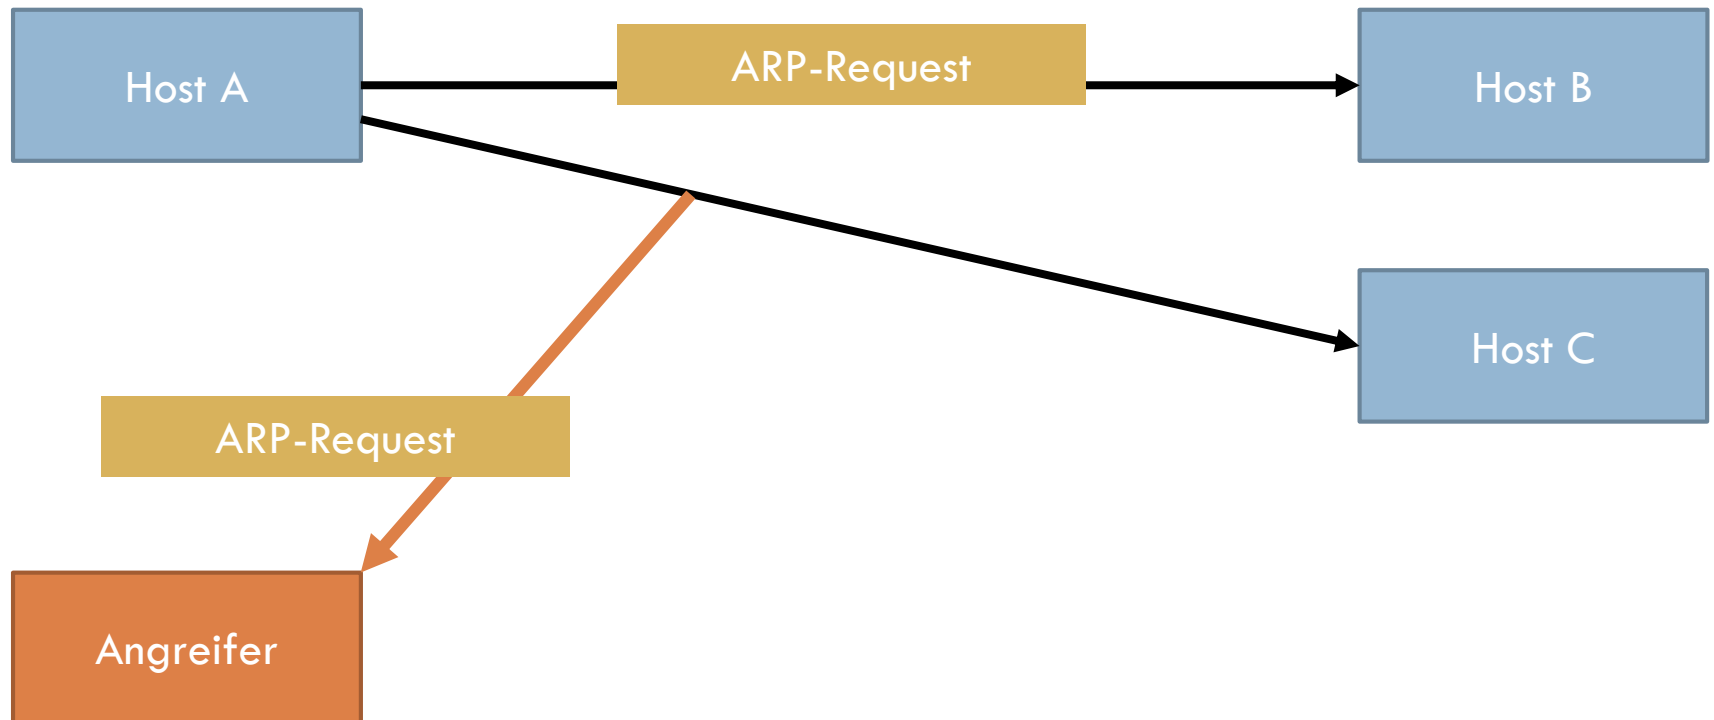 Host A
ARP-Request
Host B
Host C
ARP-Request
Angreifer